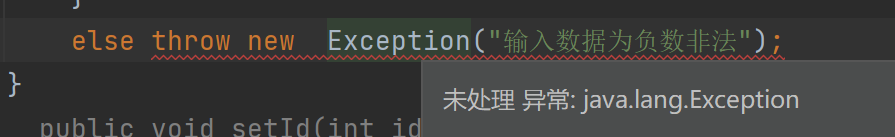 }
else throw new  Exception("输入数据为负数非法");
}
未处理 异常: java.lang.Exception
public void setId(int id